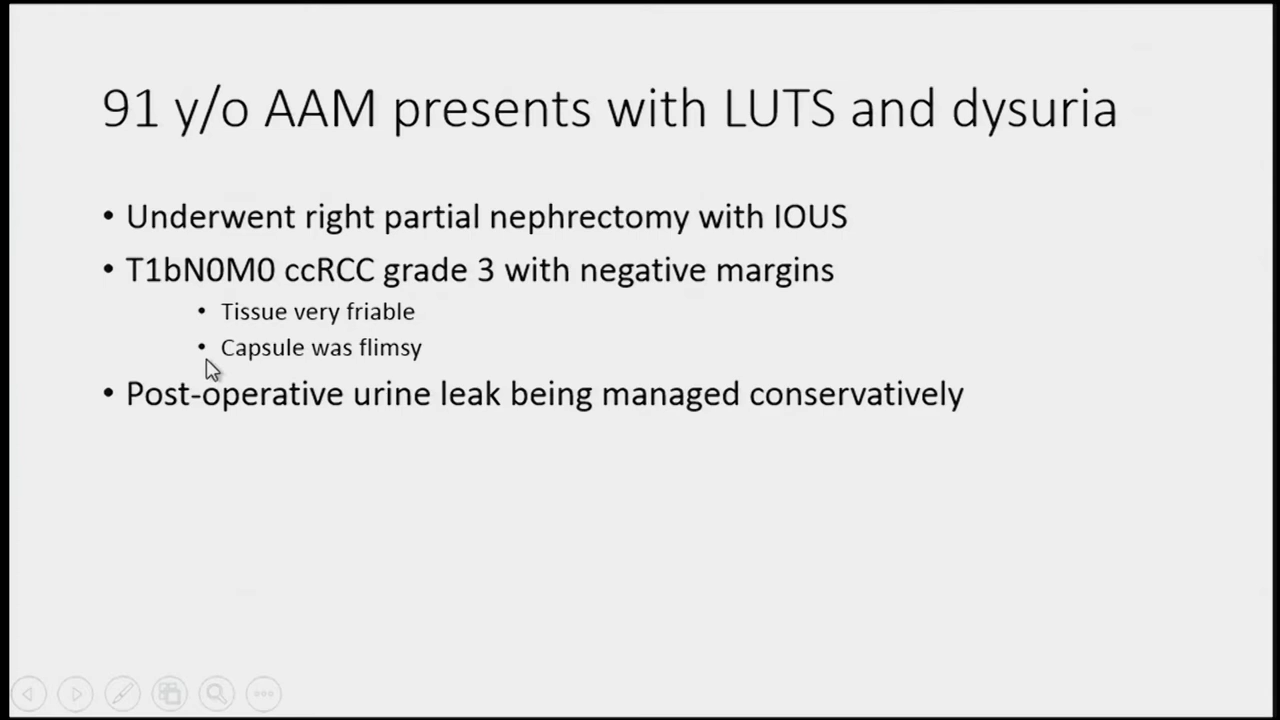 91 y/o AAM presents with LUTS and dysuria
• Underwent right partial nephrectomy with IOUS
• T1bN0M0 ccRCC grade 3 with negative margins
• Tissue very friable
• Capsule was flimsy
• Post-operative urine leak being managed conservatively